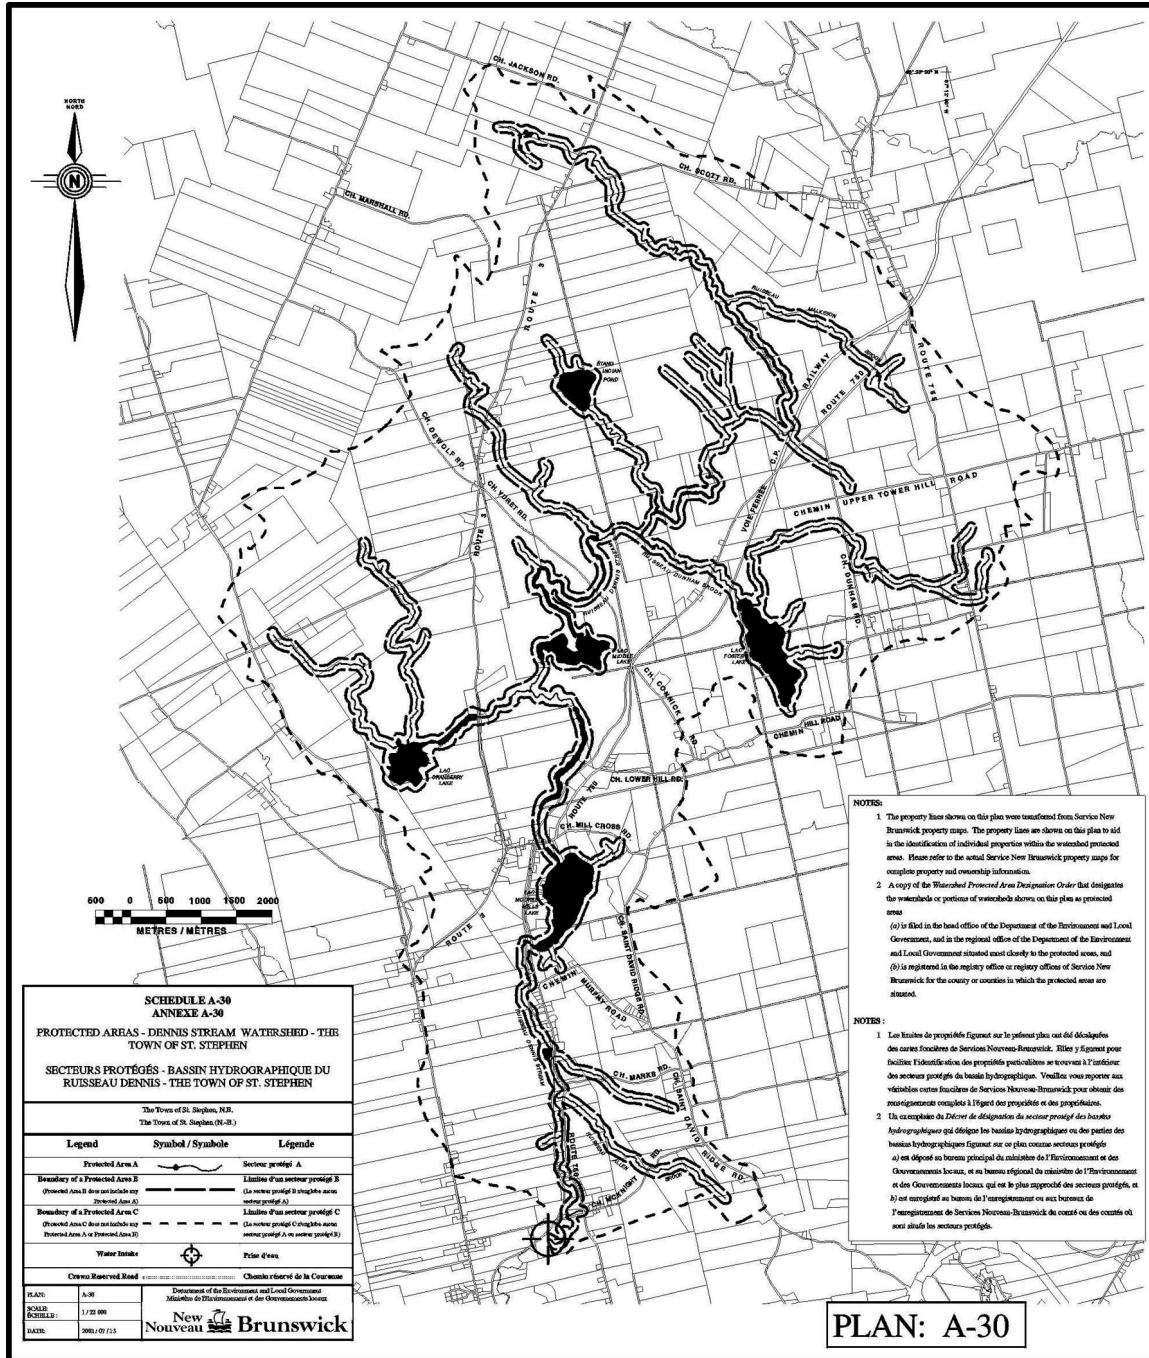 NORTH
NORD
N
CH. JACKSON RD.
CH. SCOTT RD.
CH. MARSHALL RD.
ROUTE 3
RUISSEAU
BROOK
ROUTE 750
RAILWAY
C.P.
VOIE FERRÉE
INDIAN
POND
CH. DEWOLF RD.
ROUTE 3
CHEMIN UPPER TOWER HILL ROAD
RUISSEAU DUNHAM BROOK
RUISSEAU DENNIS STREAM
CH. DUNHAM RD.
LAC
MIDDLE
LAKE
LAC
FOSTER
LAKE
CH. CONNICK RD.
CHEMIN HILL ROAD
LAC
CRANBERRY
LAKE
CH. LOWER HILL RD.
ROUTE 750
CH. MILL CROSS RD.
LAC
MOORES
MILLS
LAKE
ROUTE 3
CH. SAINT DAVID RIDGE RD.
CHEMIN MURPHY ROAD
RUISSEAU DENNIS STREAM
CH. MARKS RD.
CH. SAINT DAVID RIDGE RD.
BROOK
CH. MCKNIGHT RD.
600 0 500 1000 1500 2000
METRES / MÈTRES
SCHEDULE A-30
ANNEXE A-30
PROTECTED AREAS - DENNIS STREAM WATERSHED - THE
TOWN OF ST. STEPHEN
SECTEURS PROTÉGÉS - BASSIN HYDROGRAPHIQUE DU
RUISSEAU DENNIS - THE TOWN OF ST. STEPHEN
The Town of St. Stephen, N.B.
The Town of St. Stephen (N.-B.)
Legend Symbol / Symbole Légende
Protected Area A Secteur protégé A
Boundary of a Protected Area B Limites d'un secteur protégé B
(Protected Area B does not include any (Le secteur protégé B n'englobe aucun
Protected Area A) secteur protégé A)
Boundary of a Protected Area C Limites d'un secteur protégé C
(Protected Area C does not include any (Le secteur protégé C n'englobe aucun
Protected Area A or Protected Area B) secteur protégé A ou secteur protégé B)
Water Intake Prise d'eau
Crown Reserved Road Chemin réservé de la Couronne
PLAN: A-30
SCALE:
ÉCHELLE :
DATE: 2001/07/25
Department of the Environment and Local Government
Ministère de l'Environnement et des Gouvernements locaux
New
Nouveau Brunswick
NOTES:
1 The property lines shown on this plan were transferred from Service New
Brunswick property maps. The property lines are shown on this plan to aid
in the identification of individual properties within the watershed protected
areas. Please refer to the actual Service New Brunswick property maps for
complete property and ownership information.
2 A copy of the Watershed Protected Area Designation Order that designates
the watersheds or portions of watersheds shown on this plan as protected
areas
(a) is filed in the head office of the Department of the Environment and Local
Government, and in the regional office of the Department of the Environment
and Local Government situated most closely to the protected areas, and
(b) is registered in the registry office or registry offices of Service New
Brunswick for the county or counties in which the protected areas are
situated.
NOTES :
1 Les limites de propriétés figurant sur le présent plan ont été décalquées
des cartes foncières de Services Nouveau-Brunswick. Elles y figurent pour
faciliter l'identification des propriétés particulières se trouvant à l'intérieur
des secteurs protégés du bassin hydrographique. Veuillez vous reporter aux
véritables cartes foncières de Services Nouveau-Brunswick pour obtenir des
renseignements complets à l'égard des propriétés et des propriétaires.
2 Un exemplaire du Décret de désignation du secteur protégé des bassins
hydrographiques qui désigne les bassins hydrographiques ou des parties des
bassins hydrographiques figurant sur ce plan comme secteurs protégés
a) est déposé au bureau principal du ministère de l'Environnement et des
Gouvernements locaux, et au bureau régional du ministère de l'Environnement
et des Gouvernements locaux qui est le plus rapproché des secteurs protégés, et
b) est enregistré au bureau de l'enregistrement ou aux bureaux de
l'enregistrement de Services Nouveau-Brunswick du comté ou des comtés où
sont situés les secteurs protégés.
PLAN: A-30